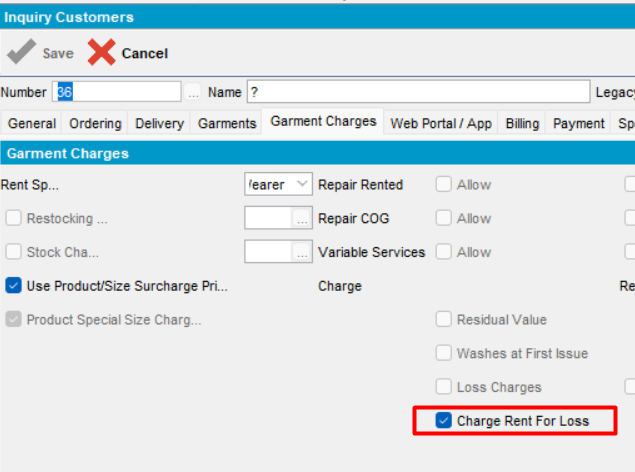 Inquiry Customers
Save Cancel
Number 36 ... Name ? Legacy
General Ordering Delivery Garments Garment Charges Web Portal / App Billing Payment Sp
Garment Charges
Rent Sp... /earer Repair Rented Allow
Restocking ... ... Repair COG Allow
Stock Cha... ... Variable Services Allow
Use Product/Size Surcharge Pri... Charge Re
Product Special Size Charg... Residual Value
Washes at First Issue
Loss Charges
Charge Rent For Loss